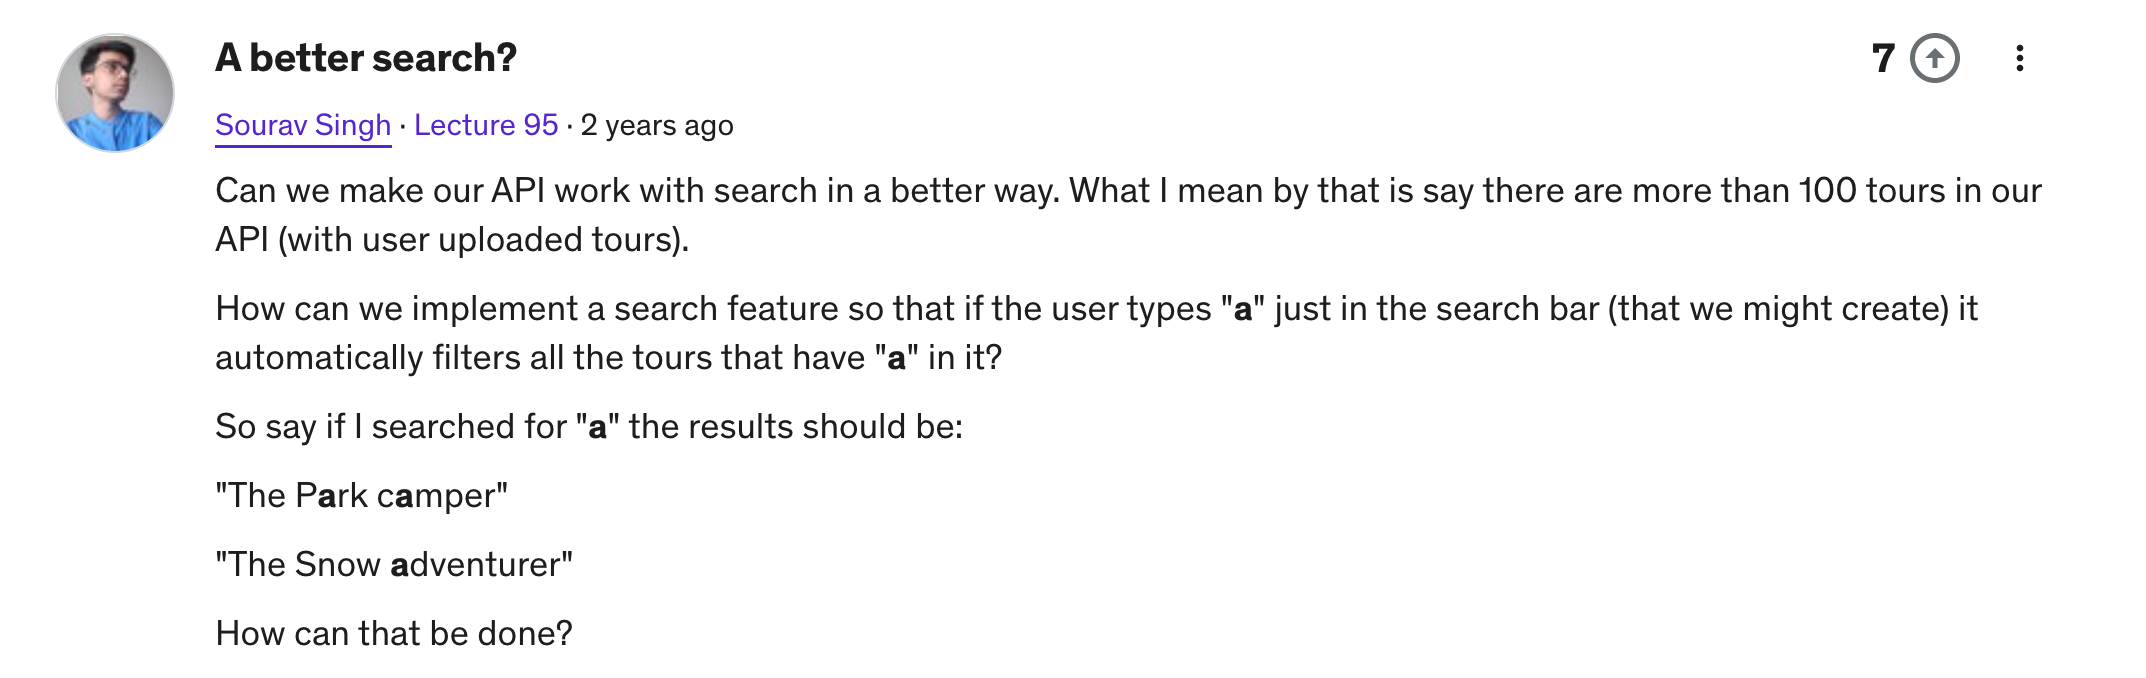 A better search?
7
Sourav Singh · Lecture 95 · 2 years ago
Can we make our API work with search in a better way. What I mean by that is say there are more than 100 tours in our
API (with user uploaded tours).
How can we implement a search feature so that if the user types "a" just in the search bar (that we might create) it
automatically filters all the tours that have "a" in it?
So say if I searched for "a" the results should be:
"The Park camper"
"The Snow adventurer"
How can that be done?